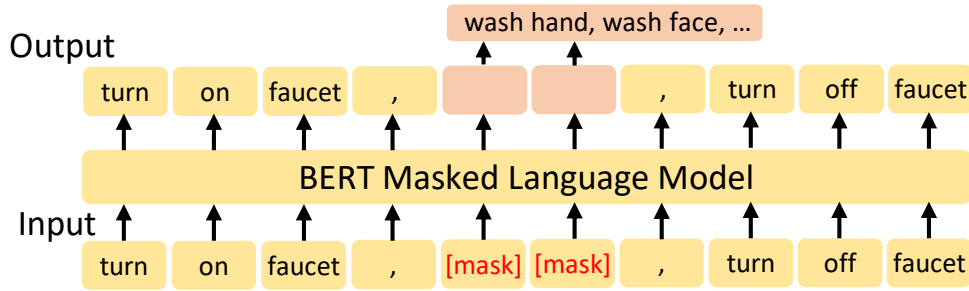 wash hand, wash face, ...
Output
turn on faucet , , turn off faucet
BERT Masked Language Model
Input
turn on faucet , [mask] [mask] , turn off faucet